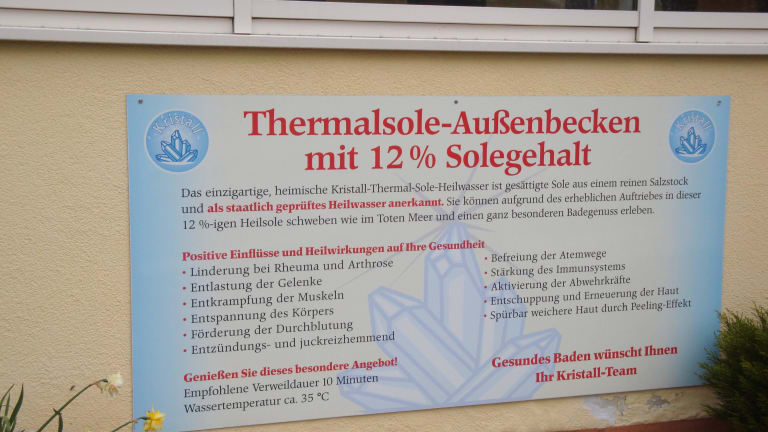 Kristall
Thermalsole-Außenbecken
mit 12 % Solegehalt
Kristall
Das einzigartige, heimische Kristall-Thermal-Sole-Heilwasser ist gesättigte Sole aus einem reinen Salzstock
und als staatlich geprüftes Heilwasser anerkannt. Sie können aufgrund des erheblichen Auftriebes in dieser
12 %-igen Heilsole schweben wie im Toten Meer und einen ganz besonderen Badegenuss erleben.
Positive Einflüsse und Heilwirkungen auf Ihre Gesundheit
• Linderung bei Rheuma und Arthrose
• Entlastung der Gelenke
• Entkrampfung der Muskeln
• Entspannung des Körpers
• Förderung der Durchblutung
• Entzündungs- und juckreizhemmend
• Befreiung der Atemwege
• Stärkung des Immunsystems
• Aktivierung der Abwehrkräfte
• Entschuppung und Erneuerung der Haut
• Spürbar weichere Haut durch Peeling-Effekt
Genießen Sie dieses besondere Angebot!
Empfohlene Verweildauer 10 Minuten
Wassertemperatur ca. 35 °C
Gesundes Baden wünscht Ihnen
Ihr Kristall-Team